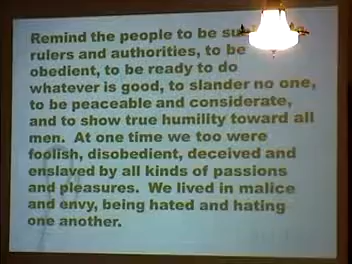 Remind the people to be su
rulers and authorities, to be
obedient, to be ready to do
whatever is good, to slander no one,
to be peaceable and considerate,
and to show true humility toward all
men. At one time we too were
foolish, disobedient, deceived and
enslaved by all kinds of passions
and pleasures. We lived in malice
and envy, being hated and hating
one another.